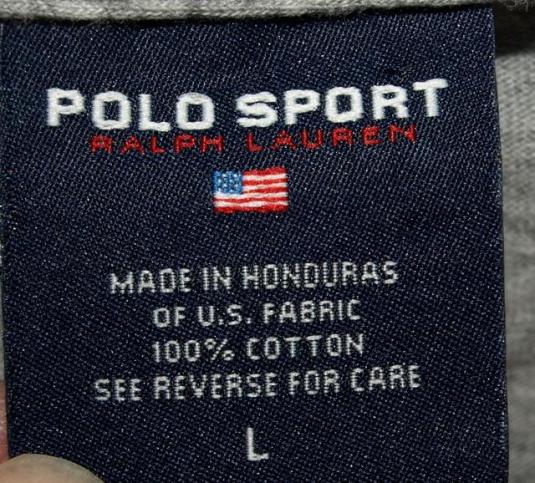 POLO SPORT
RALPH LAUREN
MADE IN HONDURAS
OF U.S. FABRIC
100% COTTON
SEE REVERSE FOR CARE
L